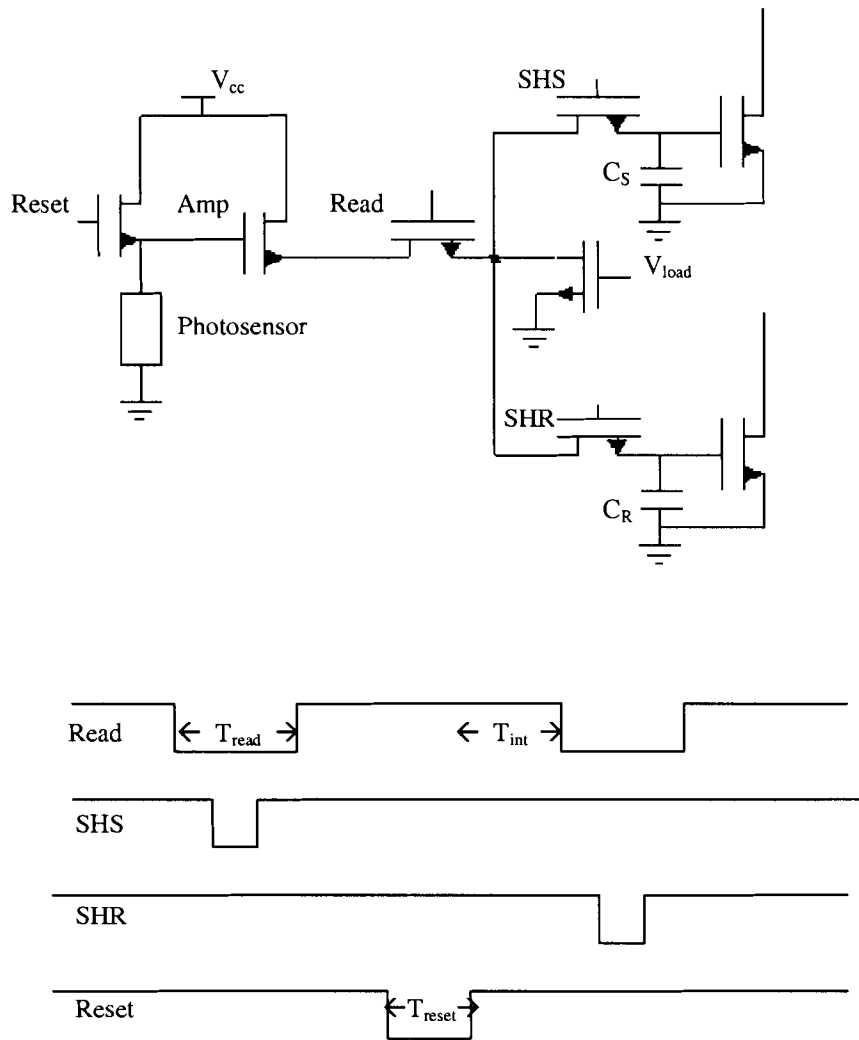 V_cc
SHS
Reset
Amp
Read
C_S
V_load
Photosensor
SHR
C_R
Read
T_read
T_int
SHS
SHR
Reset
T_reset